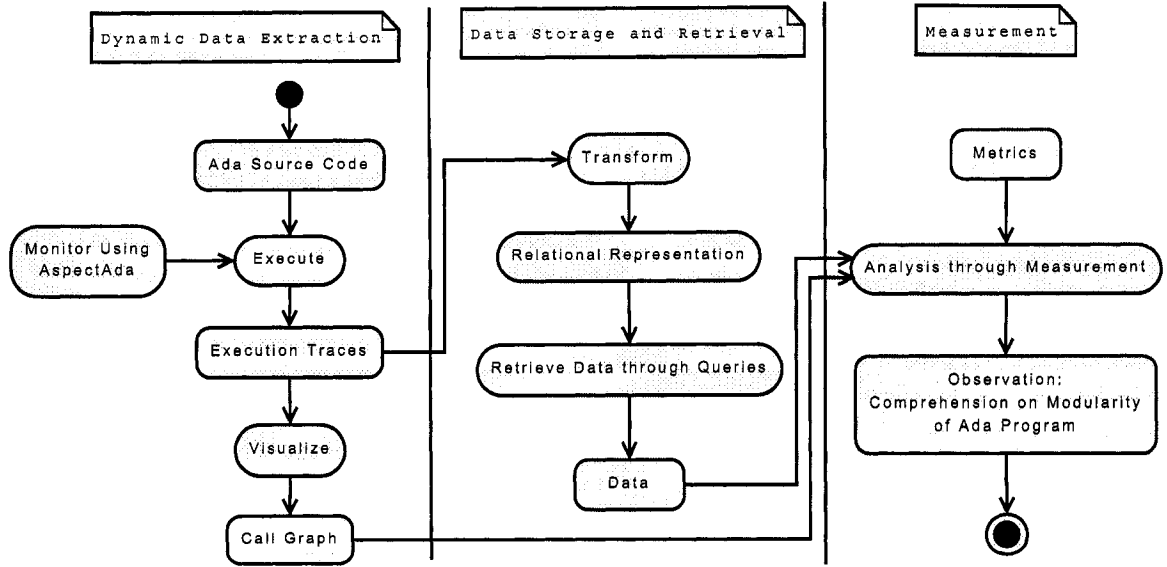 Dynamic Data Extraction
Data Storage and Retrieval
Measurement
Ada Source Code
Monitor Using
AspectAda
Execute
Execution Traces
Visualize
Call Graph
Transform
Relational Representation
Retrieve Data through Queries
Data
Metrics
Analysis through Measurement
Observation:
Comprehension on Modularity
of Ada Program